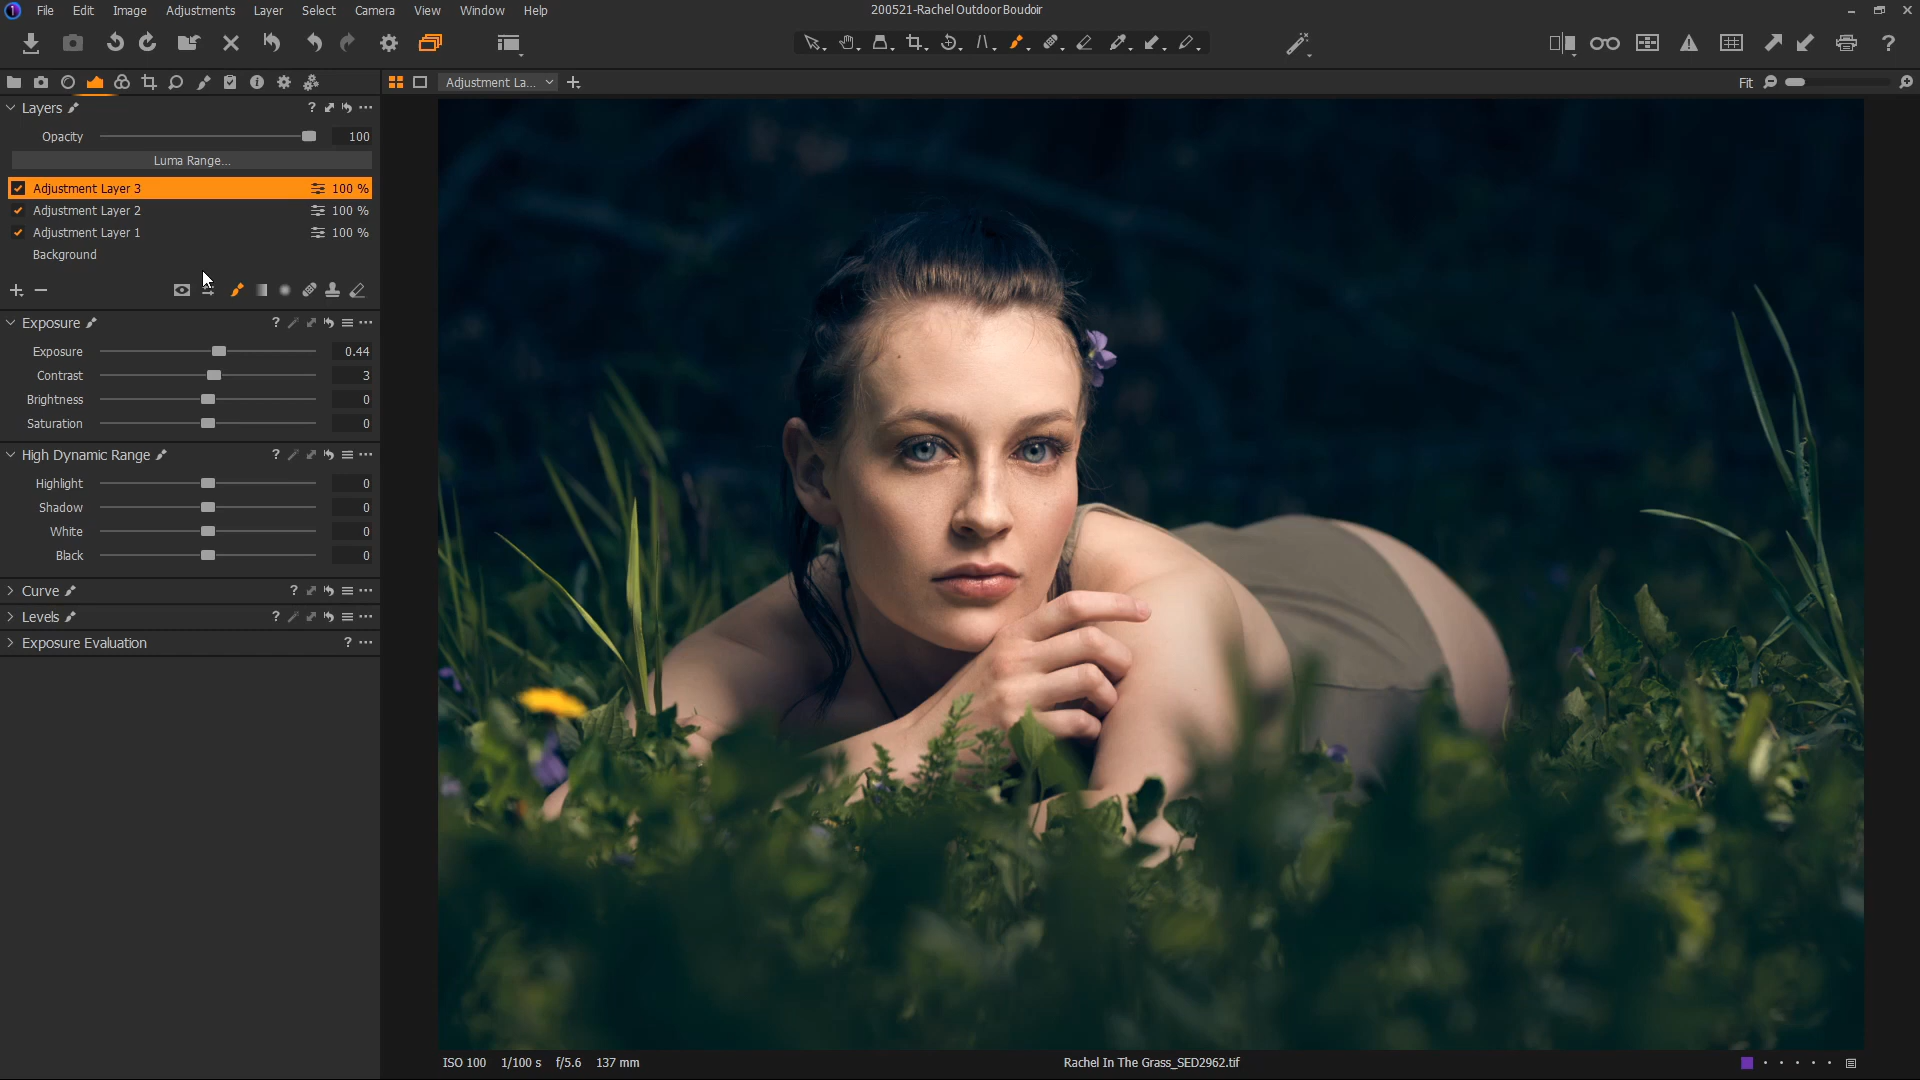 File Edit Image Adjustments Layer Select Camera View Window Help
200521-Rachel Outdoor Boudoir
Adjustment La...
Fit
Layers
Opacity 100
Luma Range...
Adjustment Layer 3 100 %
Adjustment Layer 2 100 %
Adjustment Layer 1 100 %
Background
Exposure
Exposure 0.44
Contrast 3
Brightness 0
Saturation 0
High Dynamic Range
Highlight 0
Shadow 0
White 0
Black 0
Curve
Levels
Exposure Evaluation
ISO 100 1/100 s f/5.6 137 mm
Rachel In The Grass_SED2962.tif